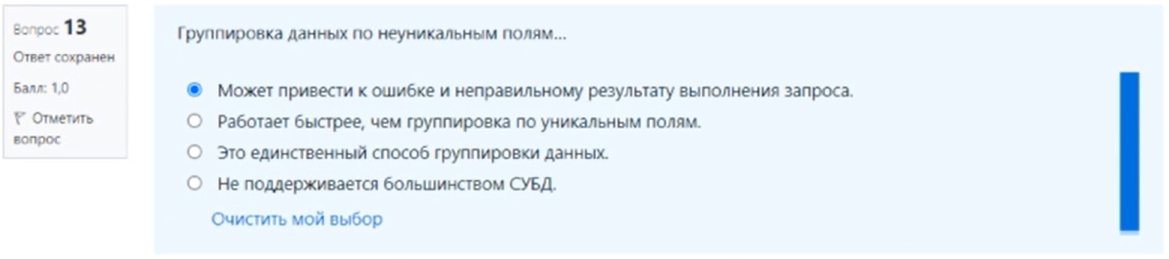 Вопрос 13
Ответ сохранен
Балл: 1,0
Отметить
вопрос
Группировка данных по неуникальным полям...
Может привести к ошибке и неправильному результату выполнения запроса.
Работает быстрее, чем группировка по уникальным полям.
Это единственный способ группировки данных.
Не поддерживается большинством СУБД.
Очистить мой выбор